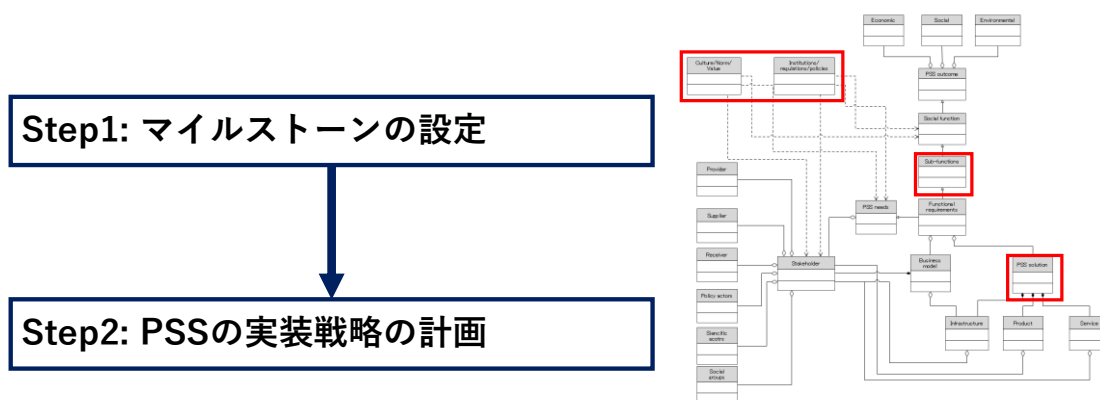 Step1: マイルストーンの設定
Step2: PSSの実装戦略の計画
Economic
Social
Environmental
Culture/Norm/
Value
Institutions/
regulations/policies
PSS outcome
Social function
Sub-functions
Provider
PSS needs
Functional
requirements
Supplier
Receiver
Stakeholder
Business
model
PSS solution
Policy actors
Infrastructure
Product
Service
Sientific
acotrs
Social
groups